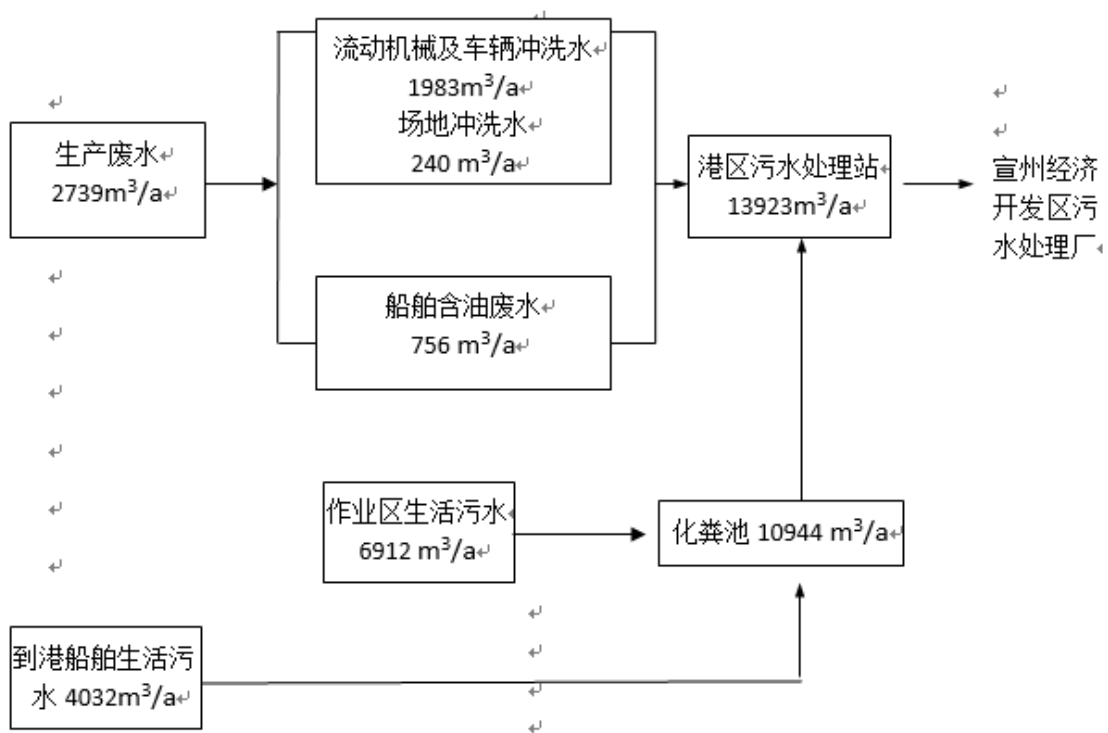 生产废水
2739m³/a
流动机械及车辆冲洗水
1983m³/a
场地冲洗水
240 m³/a
船舶含油废水
756 m³/a
港区污水处理站
13923m³/a
宣州经济
开发区污
水处理厂
作业区生活污水
6912 m³/a
化粪池 10944 m³/a
到港船舶生活污
水 4032m³/a